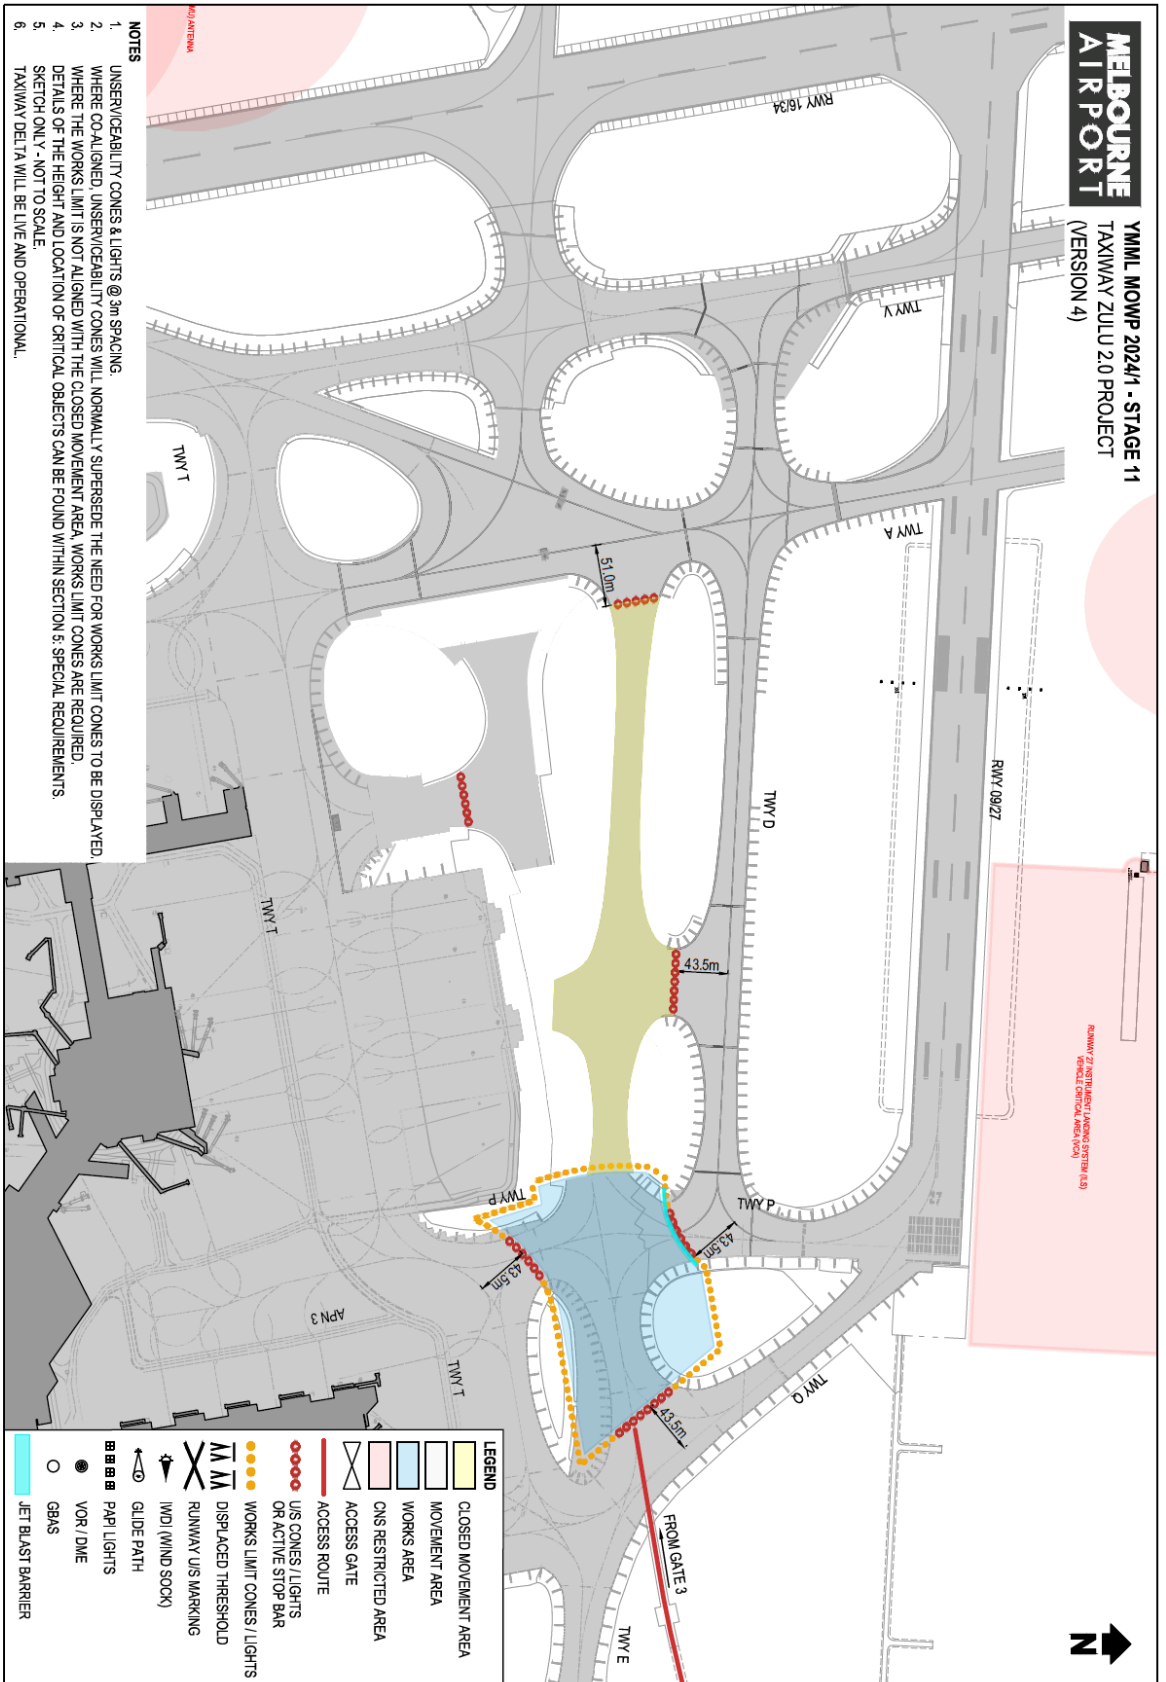 MELBOURNE
AIRPORT
YMML MOWP 2024/1 - STAGE 11
TAXIWAY ZULU 2.0 PROJECT
(VERSION 4)
N
RWY 16/34
TWY V
TWY A
RWY 09/27
TWY D
TWY T
51.0m
43.5m
RUNWAY 27 INSTRUMENT LANDING SYSTEM (ILS)
VEHICLE CRITICAL AREA (VCA)
TWY P
TWY P
43.5m
43.5m
43.5m
TWY Q
TWY T
APN 3
TWY T
FROM GATE 3
TWY E
ANTENNA
NOTES
1. UNSERVICEABILITY CONES & LIGHTS @ 3m SPACING.
2. WHERE CO-ALIGNED, UNSERVICEABILITY CONES WILL NORMALLY SUPERSEDE THE NEED FOR WORKS LIMIT CONES TO BE DISPLAYED.
3. WHERE THE WORKS LIMIT IS NOT ALIGNED WITH THE CLOSED MOVEMENT AREA, WORKS LIMIT CONES ARE REQUIRED.
4. DETAILS OF THE HEIGHT AND LOCATION OF CRITICAL OBJECTS CAN BE FOUND WITHIN SECTION 5: SPECIAL REQUIREMENTS.
5. SKETCH ONLY - NOT TO SCALE.
6. TAXIWAY DELTA WILL BE LIVE AND OPERATIONAL.
LEGEND
CLOSED MOVEMENT AREA
MOVEMENT AREA
WORKS AREA
CNS RESTRICTED AREA
ACCESS GATE
ACCESS ROUTE
U/S CONES / LIGHTS
OR ACTIVE STOP BAR
WORKS LIMIT CONES / LIGHTS
DISPLACED THRESHOLD
RUNWAY U/S MARKING
IWDI (WIND SOCK)
GLIDE PATH
PAPI LIGHTS
VOR / DME
GBAS
JET BLAST BARRIER